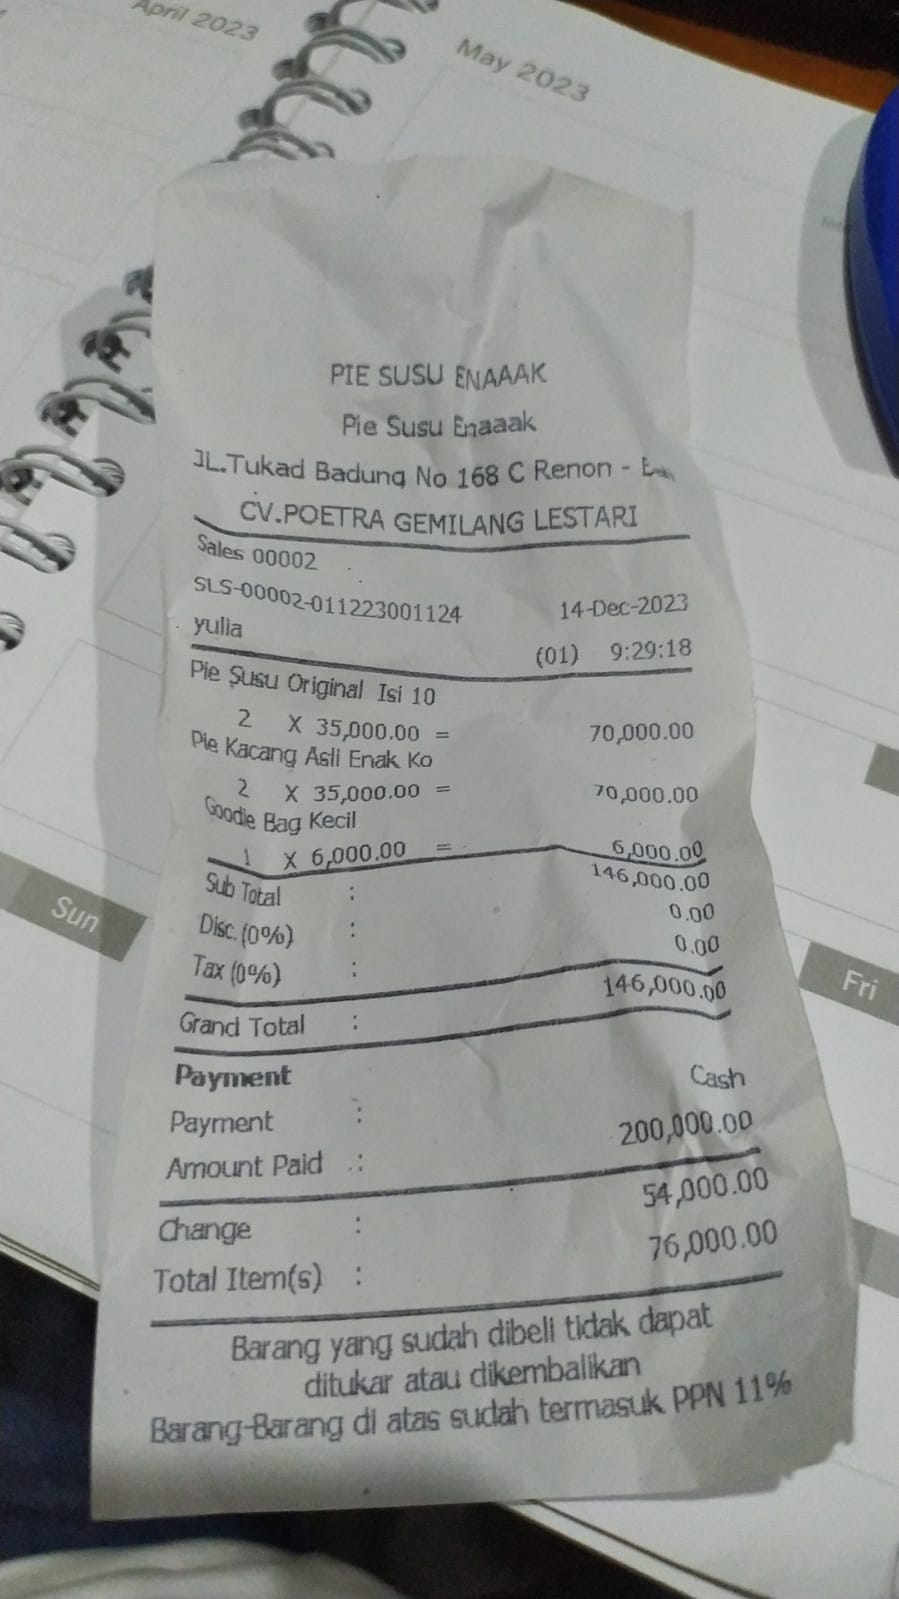 April 2023
May 2023
PIE SUSU ENAAAK
Pie Susu Enaaak
JL.Tukad Badung No 168 C Renon -
CV.POETRA GEMILANG LESTARI
Sales 00002
SLS-00002-011223001124 14-Dec-2023
yulia (01) 9:29:18
Pie Susu Original Isi 10
2 X 35,000.00 = 70,000.00
Pie Kacang Asli Enak Ko
2 X 35,000.00 = 70,000.00
Goodie Bag Kecil
1 X 6,000.00 = 6,000.00
Sub Total : 146,000.00
Disc.(0%) : 0.00
Tax (0%) : 0.00
Grand Total : 146,000.00
Payment
Payment : Cash
Amount Paid : 200,000.00
Change : 54,000.00
Total Item(s) : 76,000.00
Barang yang sudah dibeli tidak dapat
ditukar atau dikembalikan
Barang-Barang di atas sudah termasuk PPN 11%
Sun
Fri